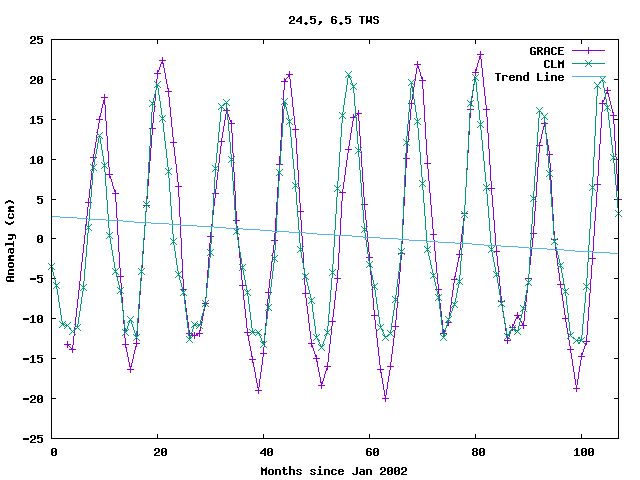 24.5, 6.5 TWS
GRACE
CLM
Trend Line
25
20
15
10
5
0
-5
-10
-15
-20
-25
Anomaly (cm)
0 20 40 60 80 100
Months since Jan 2002